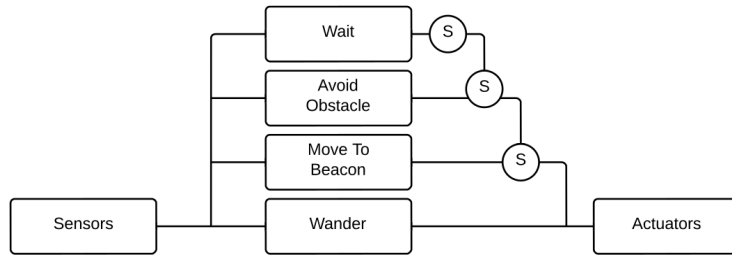 Wait
S
Avoid
Obstacle
S
Move To
Beacon
S
Sensors
Wander
Actuators